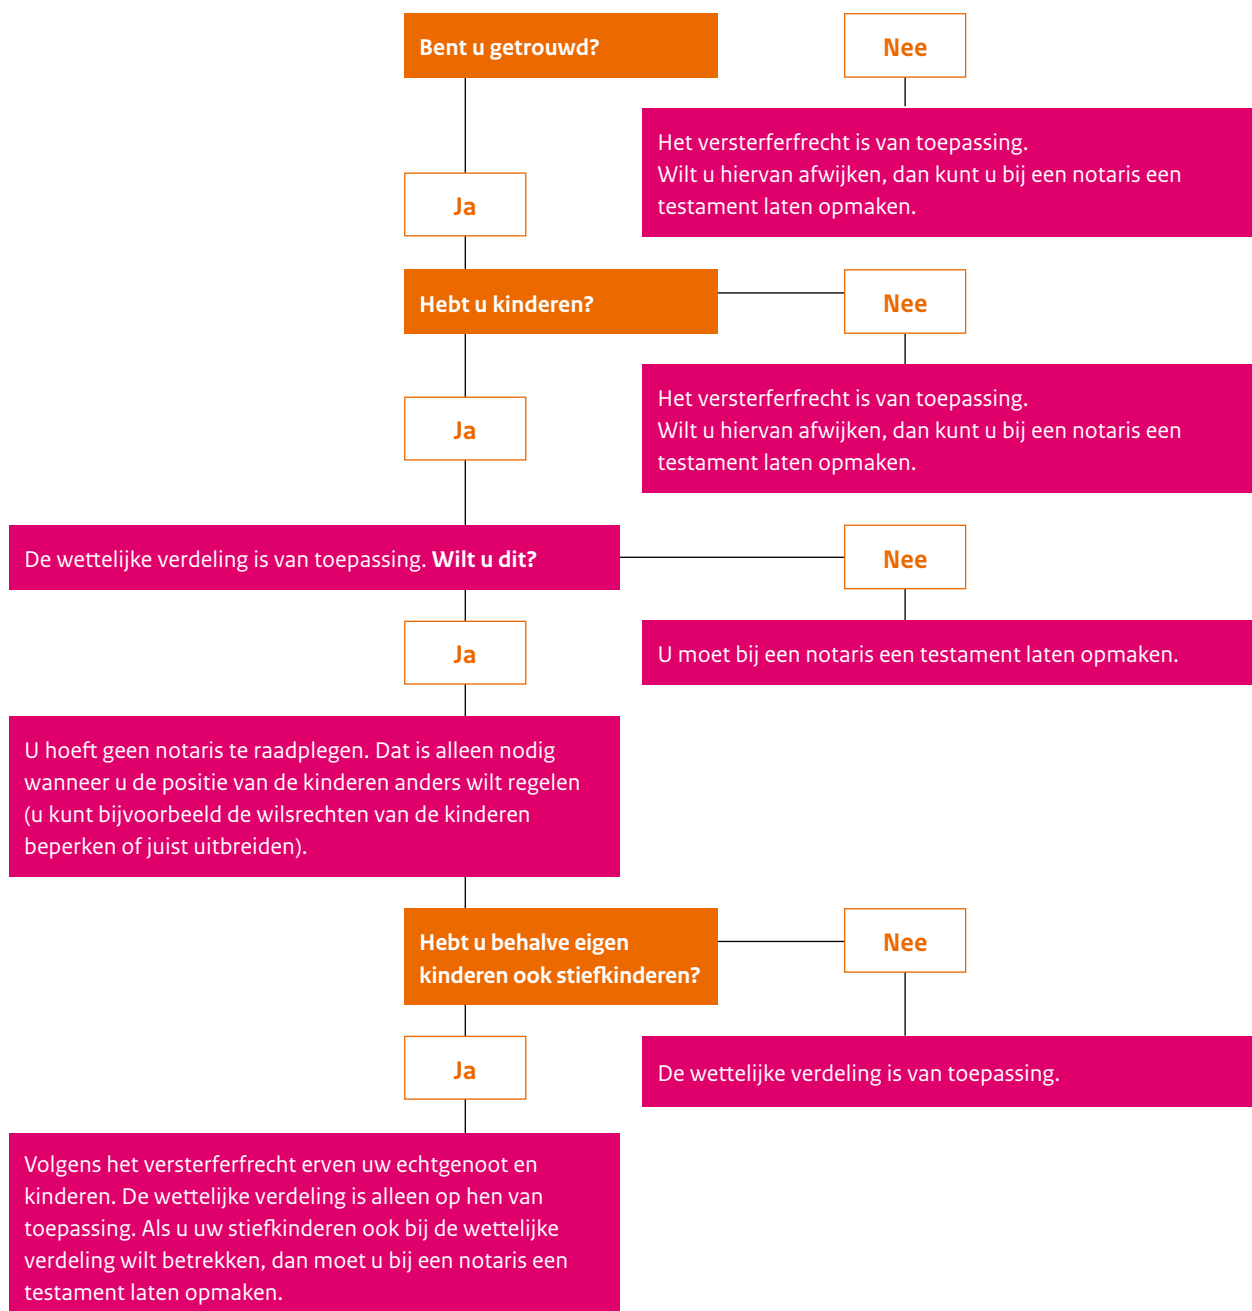 Bent u getrouwd?
Nee
Het versterferfrecht is van toepassing.
Wilt u hiervan afwijken, dan kunt u bij een notaris een
testament laten opmaken.
Ja
Hebt u kinderen?
Nee
Het versterferfrecht is van toepassing.
Wilt u hiervan afwijken, dan kunt u bij een notaris een
testament laten opmaken.
Ja
De wettelijke verdeling is van toepassing. Wilt u dit?
Nee
U moet bij een notaris een testament laten opmaken.
Ja
U hoeft geen notaris te raadplegen. Dat is alleen nodig
wanneer u de positie van de kinderen anders wilt regelen
(u kunt bijvoorbeeld de wilsrechten van de kinderen
beperken of juist uitbreiden).
Hebt u behalve eigen
kinderen ook stiefkinderen?
Nee
De wettelijke verdeling is van toepassing.
Ja
Volgens het versterferfrecht erven uw echtgenoot en
kinderen. De wettelijke verdeling is alleen op hen van
toepassing. Als u uw stiefkinderen ook bij de wettelijke
verdeling wilt betrekken, dan moet u bij een notaris een
testament laten opmaken.